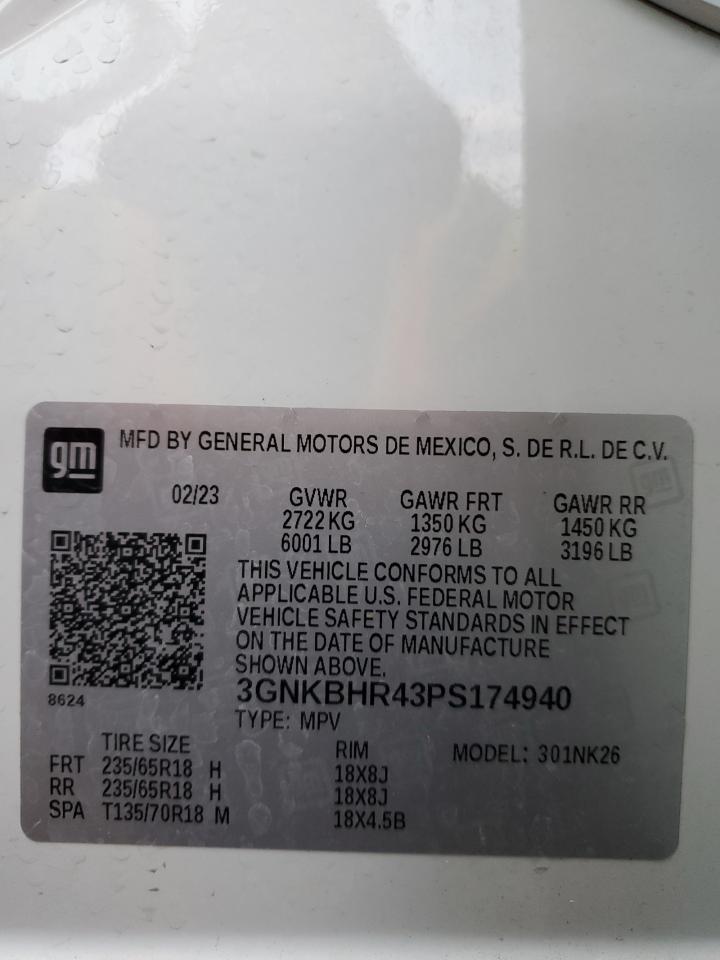 gm MFD BY GENERAL MOTORS DE MEXICO, S. DE R.L. DE C.V.
02/23 GVWR GAWR FRT GAWR RR
2722 KG 1350 KG 1450 KG
6001 LB 2976 LB 3196 LB
THIS VEHICLE CONFORMS TO ALL
APPLICABLE U.S. FEDERAL MOTOR
VEHICLE SAFETY STANDARDS IN EFFECT
ON THE DATE OF MANUFACTURE
SHOWN ABOVE.
8624 3GNKBHR43PS174940
TYPE: MPV
TIRE SIZE RIM MODEL: 301NK26
FRT 235/65R18 H 18X8J
RR 235/65R18 H 18X8J
SPA T135/70R18 M 18X4.5B